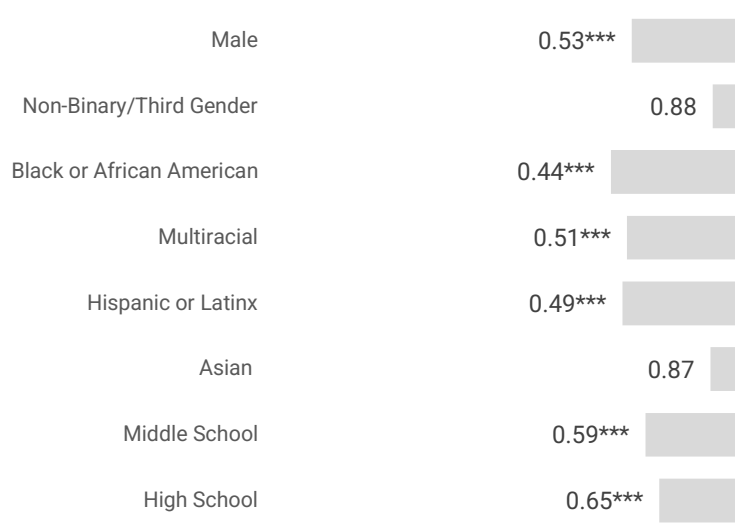 Male 0.53***
Non-Binary/Third Gender 0.88
Black or African American 0.44***
Multiracial 0.51***
Hispanic or Latinx 0.49***
Asian 0.87
Middle School 0.59***
High School 0.65***